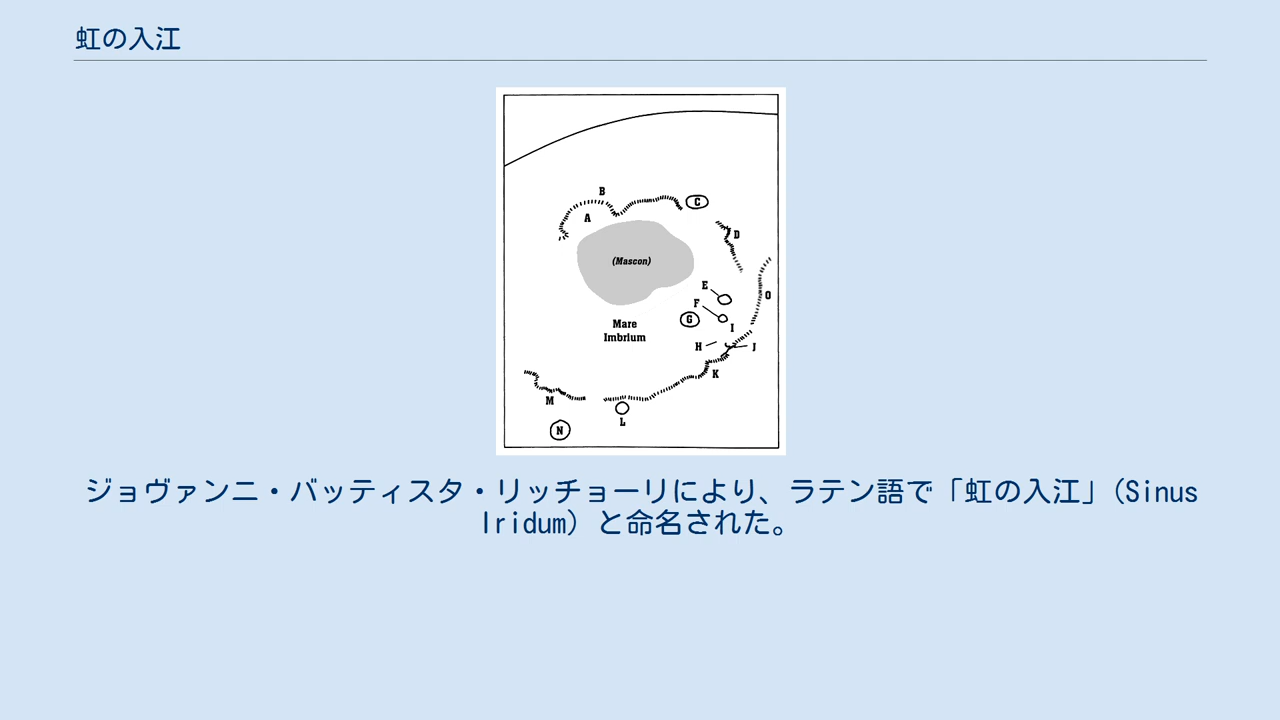 虹の入江
B
C
A
D
(Mascon)
E
O
F
G
Mare
Imbrium
I
H
J
K
M
L
N
ジョヴァンニ・バッティスタ・リッチョーリにより、ラテン語で「虹の入江」(Sinus
Iridum) と命名された。